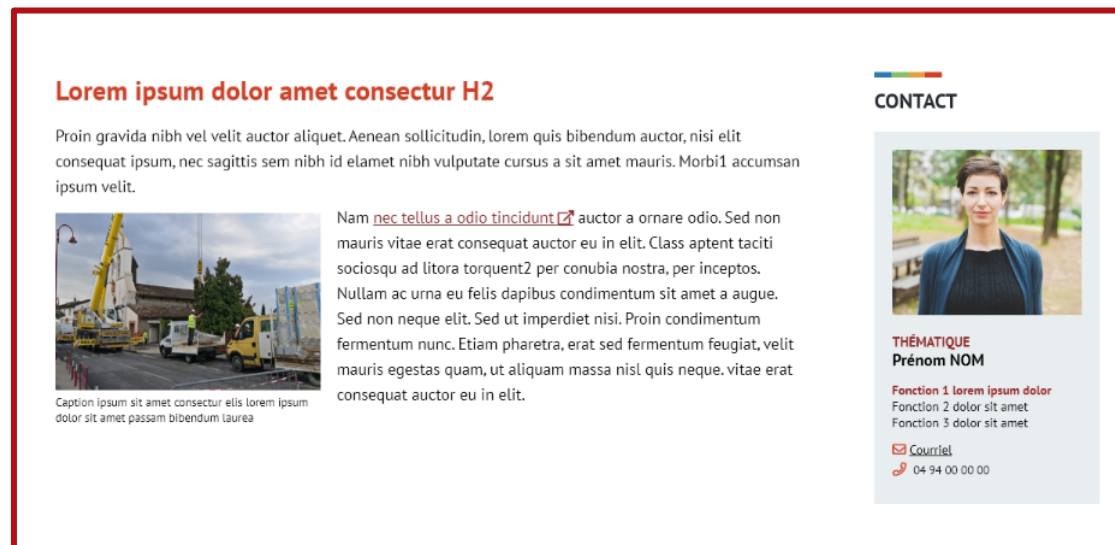 Lorem ipsum dolor amet consectur H2
Proin gravida nibh vel velit auctor aliquet. Aenean sollicitudin, lorem quis bibendum auctor, nisi elit
consequat ipsum, nec sagittis sem nibh id elamet nibh vulputate cursus a sit amet mauris. Morbi1 accumsan
ipsum velit.
Nam nec tellus a odio tincidunt auctor a ornare odio. Sed non
mauris vitae erat consequat auctor eu in elit. Class aptent taciti
sociosqu ad litora torquent2 per conubia nostra, per inceptos.
Nullam ac urna eu felis dapibus condimentum sit amet a augue.
Sed non neque elit. Sed ut imperdiet nisi. Proin condimentum
fermentum nunc. Etiam pharetra, erat sed fermentum feugiat, velit
mauris egestas quam, ut aliquam massa nisl quis neque. vitae erat
consequat auctor eu in elit.
Caption ipsum sit amet consectur elis lorem ipsum
dolor sit amet passam bibendum laurea
CONTACT
THÉMATIQUE
Prénom NOM
Fonction 1 lorem ipsum dolor
Fonction 2 dolor sit amet
Fonction 3 dolor sit amet
Courriel
04 94 00 00 00